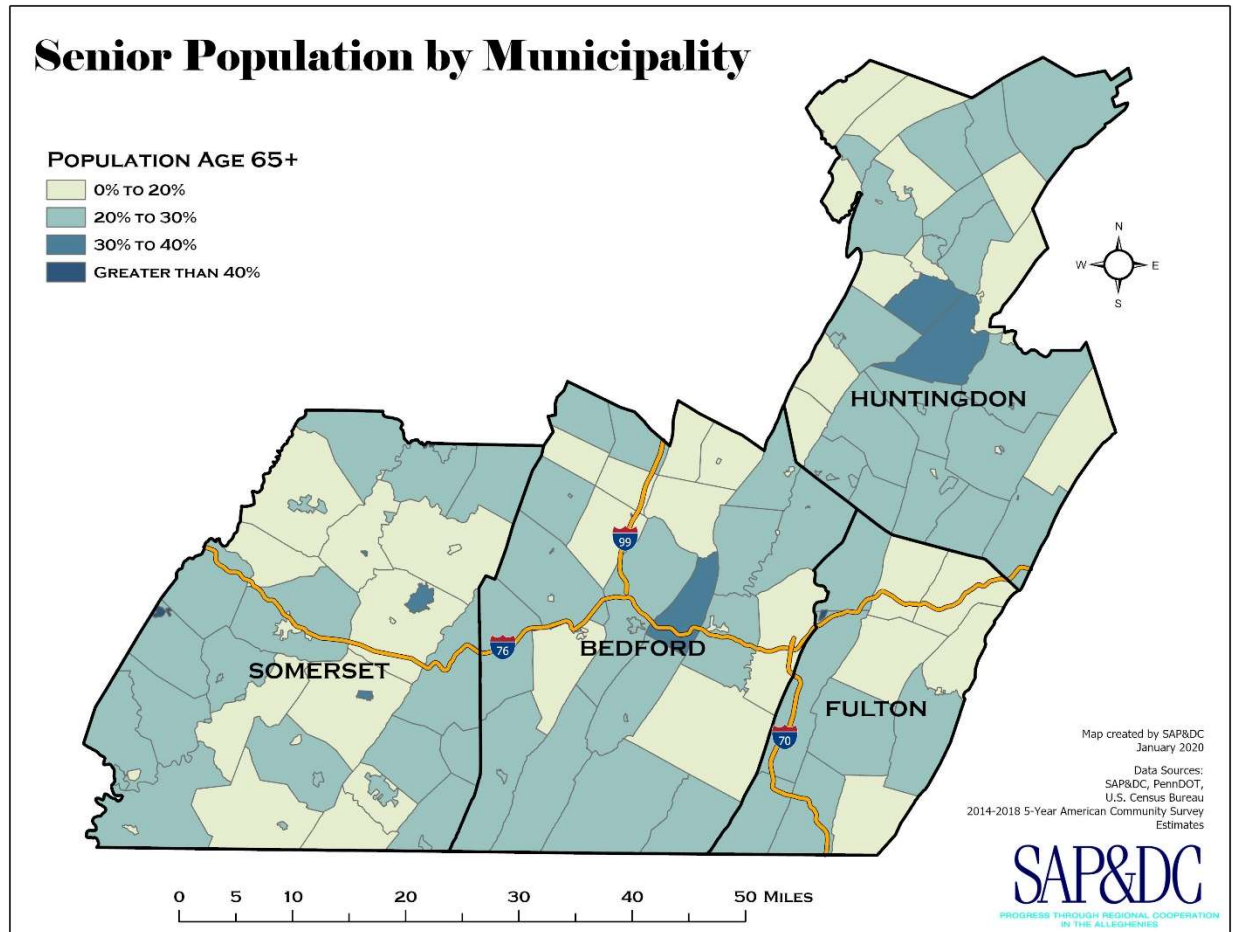 Senior Population by Municipality
POPULATION AGE 65+
0% TO 20%
20% TO 30%
30% TO 40%
GREATER THAN 40%
N
W E
S
HUNTINGDON
99
76
BEDFORD
SOMERSET
FULTON
70
Map created by SAP&DC
January 2020
Data Sources:
SAP&DC, PennDOT,
U.S. Census Bureau
2014-2018 5-Year American Community Survey
Estimates
0 5 10 20 30 40 50 MILES
SAP&DC
PROGRESS THROUGH REGIONAL COOPERATION
IN THE ALLEGHENIES